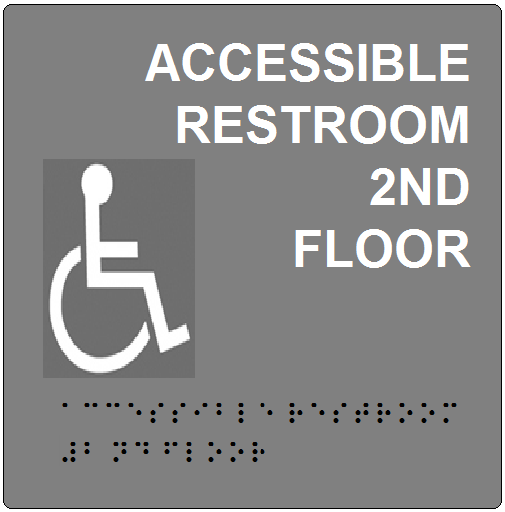 ACCESSIBLE
RESTROOM
2ND
FLOOR
⠁⠉⠉⠑⠎⠎⠊⠃⠇⠑ ⠗⠑⠎⠞⠗⠕⠕⠍
⠼⠃ ⠝⠙ ⠋⠇⠕⠕⠗